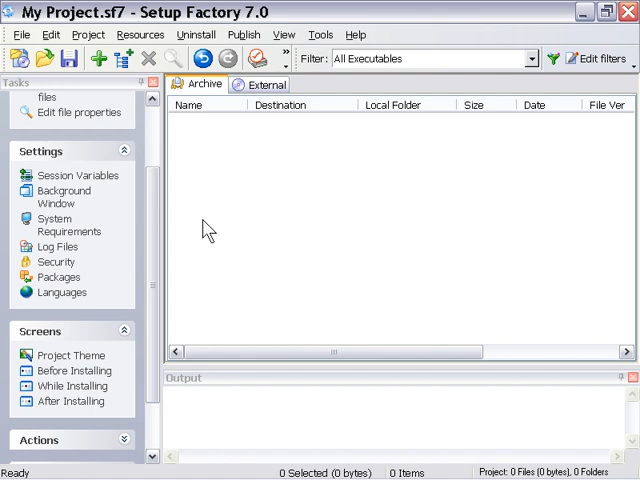 My Project.sf7 - Setup Factory 7.0
File Edit Project Resources Uninstall Publish View Tools Help
» Filter: All Executables Edit filters
Tasks
files
Edit file properties
Settings
Session Variables
Background
Window
System
Requirements
Log Files
Security
Packages
Languages
Screens
Project Theme
Before Installing
While Installing
After Installing
Actions
Archive External
Name Destination Local Folder Size Date File Ver
Output
Ready 0 Selected (0 bytes) 0 Items Project: 0 Files (0 bytes), 0 Folders